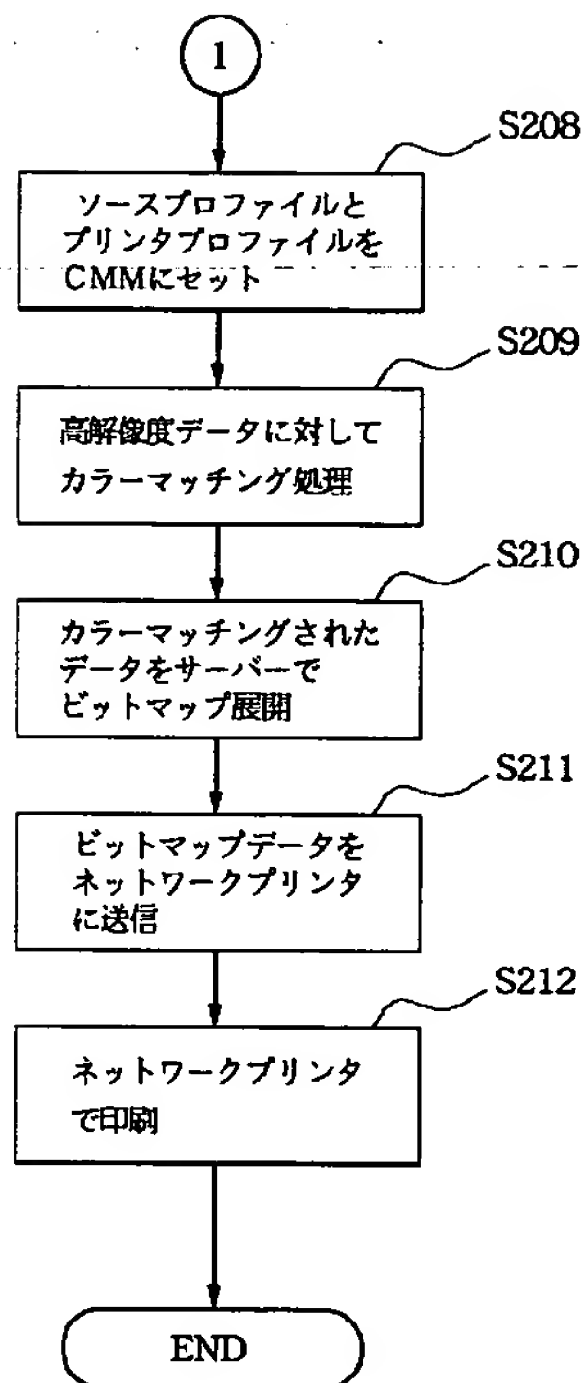 1
S208
ソースプロファイルと
プリンタプロファイルを
CMMにセット
S209
高解像度データに対して
カラーマッチング処理
S210
カラーマッチングされた
データをサーバーで
ビットマップ展開
S211
ビットマップデータを
ネットワークプリンタ
に送信
S212
ネットワークプリンタ
で印刷
END